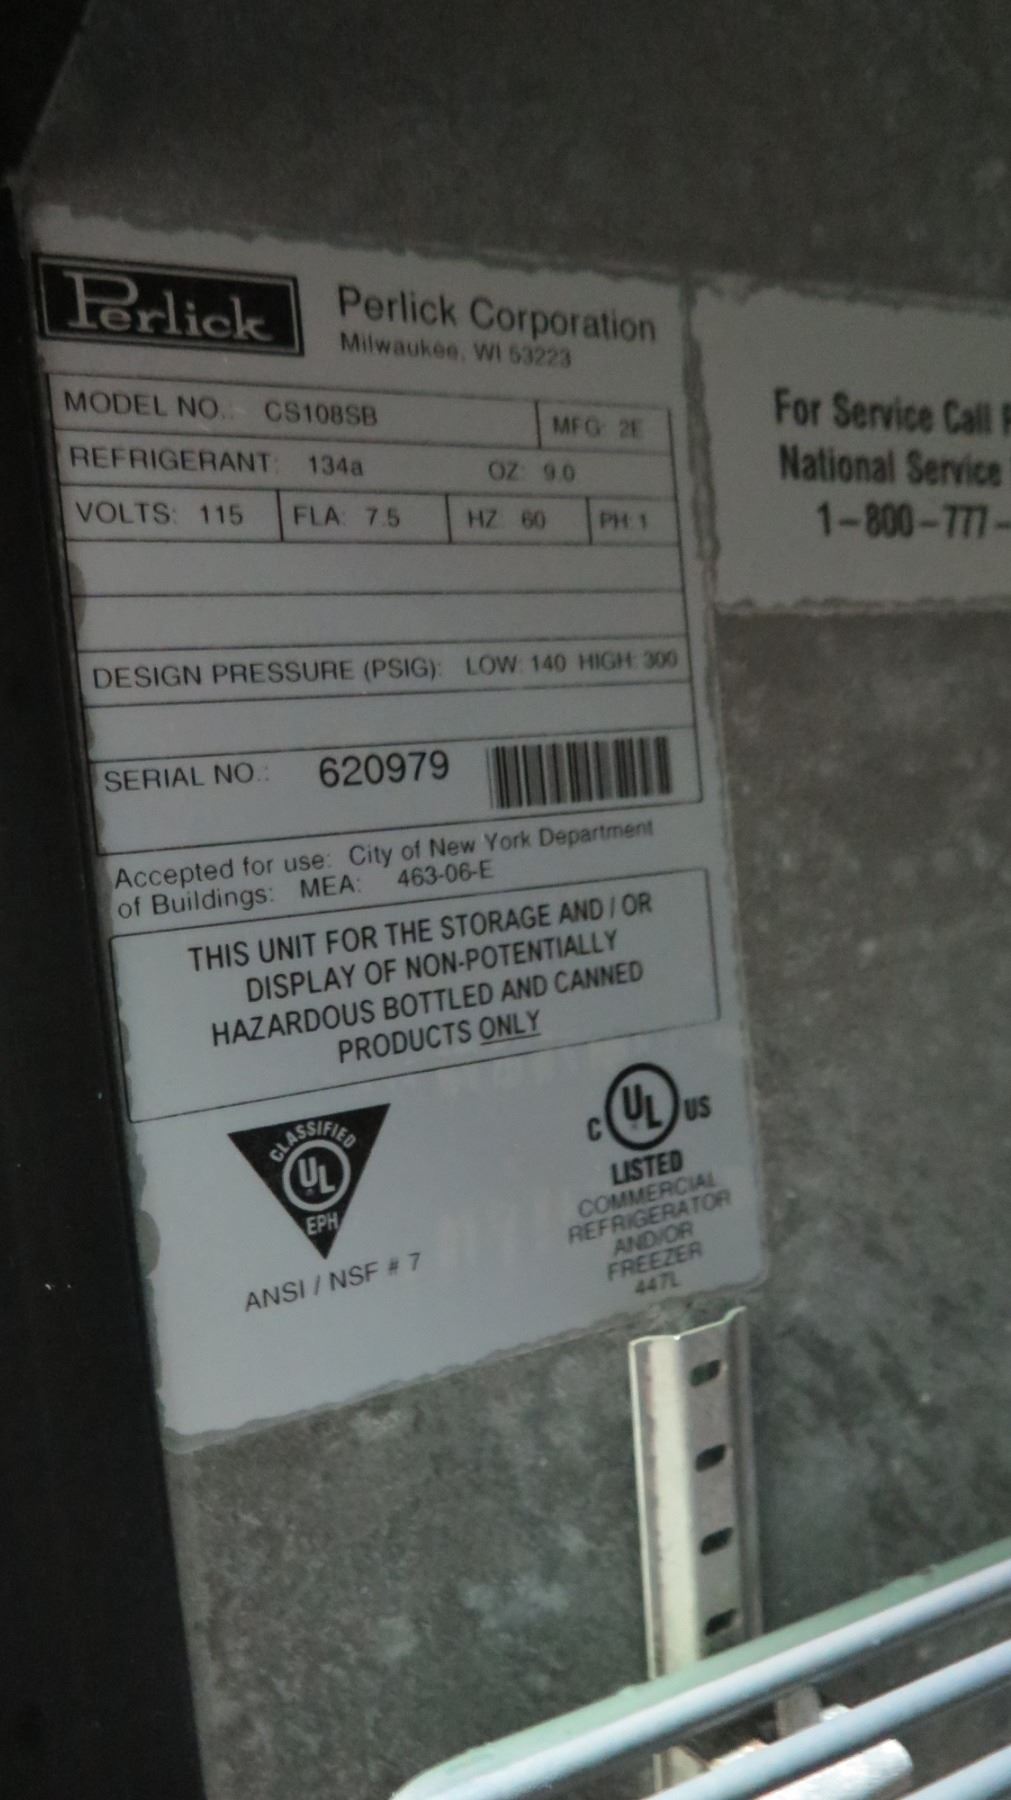 Perlick
Perlick Corporation
Milwaukee, WI 53223
MODEL NO.: CS108SB
MFG: 2E
REFRIGERANT: 134a OZ: 9.0
VOLTS: 115 FLA: 7.5 HZ 60 PH: 1
DESIGN PRESSURE (PSIG): LOW: 140 HIGH: 300
SERIAL NO.: 620979
Accepted for use: City of New York Department
of Buildings: MEA: 463-06-E
THIS UNIT FOR THE STORAGE AND / OR
DISPLAY OF NON-POTENTIALLY
HAZARDOUS BOTTLED AND CANNED
PRODUCTS ONLY
CLASSIFIED
UL
EPH
ANSI / NSF # 7
C UL US
LISTED
COMMERCIAL
REFRIGERATOR
AND/OR
FREEZER
447L
For Service Call
National Service
1-800-777-